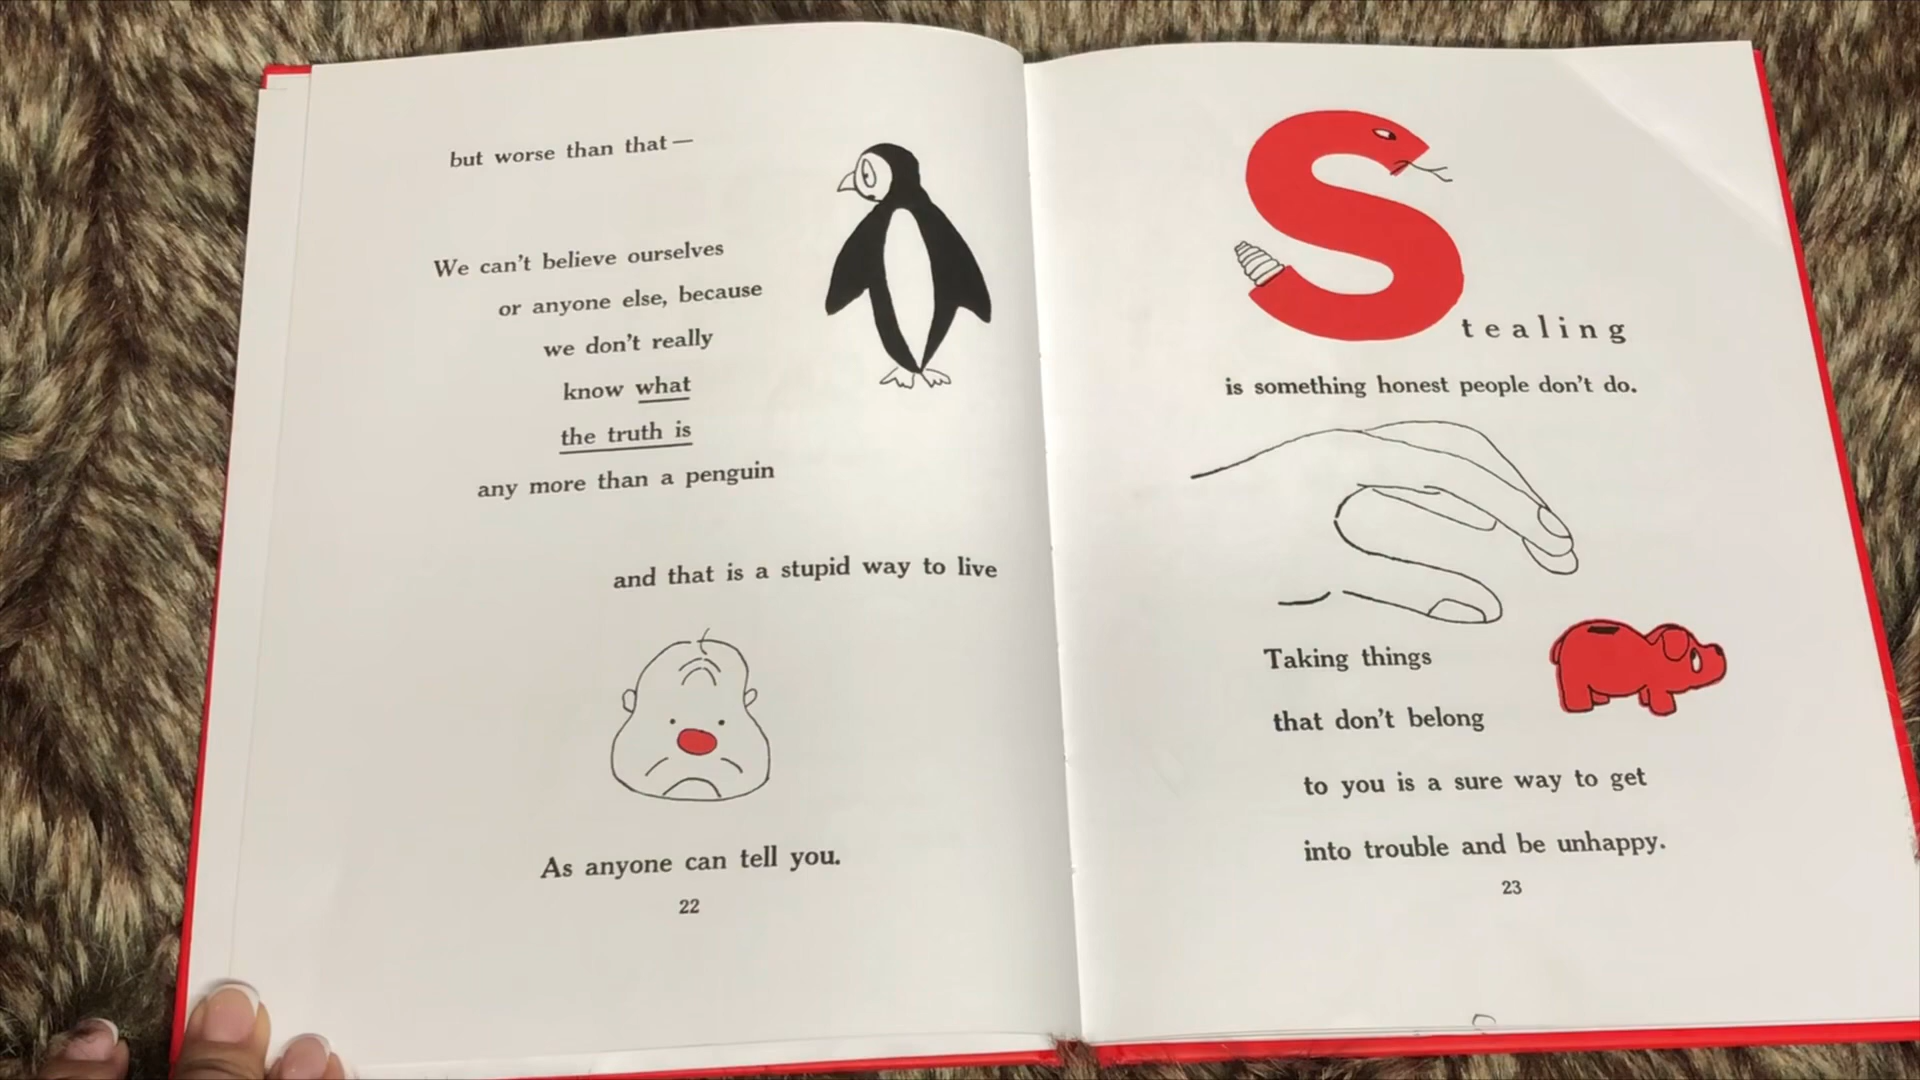 but worse than that —
We can't believe ourselves
or anyone else, because
we don't really
know what
the truth is
any more than a penguin
and that is a stupid way to live
As anyone can tell you.
22
Stealing
is something honest people don't do.
Taking things
that don't belong
to you is a sure way to get
into trouble and be unhappy.
23